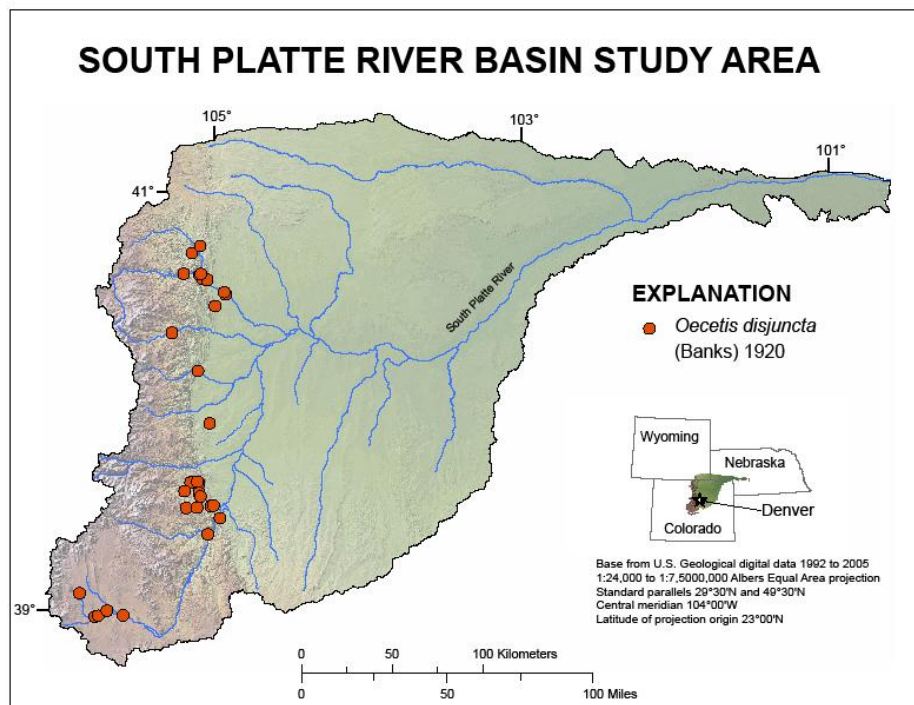 SOUTH PLATTE RIVER BASIN STUDY AREA
105°
103°
101°
41°
South Platte River
EXPLANATION
Oecetis disjuncta
(Banks) 1920
Wyoming
Nebraska
Denver
Colorado
Base from U.S. Geological digital data 1992 to 2005
1:24,000 to 1:7,5000,000 Albers Equal Area projection
Standard parallels 29°30'N and 49°30'N
Central meridian 104°00'W
Latitude of projection origin 23°00'N
39°
0 50 100 Kilometers
0 50 100 Miles